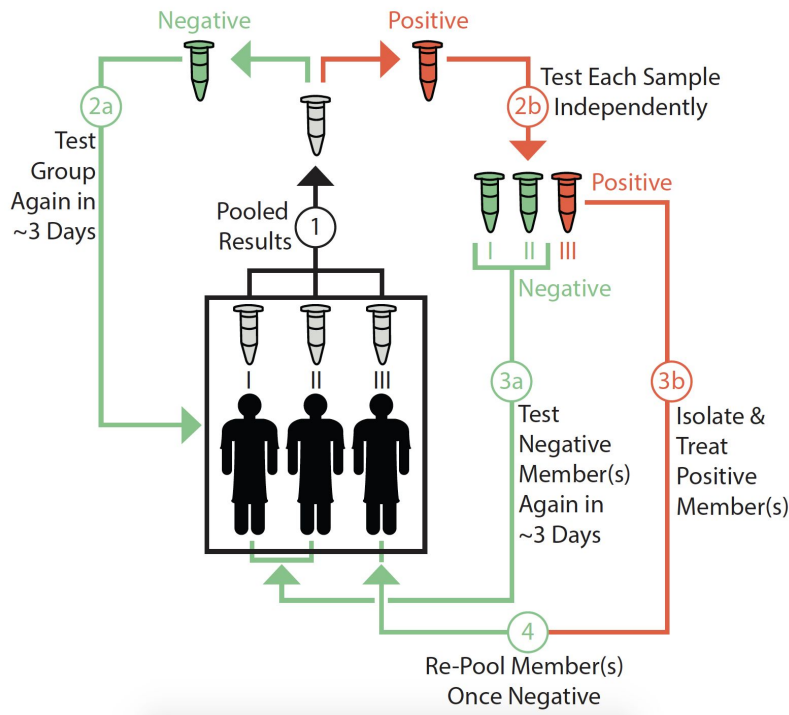 Negative
Positive
2a
Test
Group
Again in
~3 Days
2b
Test Each Sample
Independently
Pooled
Results
1
Positive
I
II
III
Negative
I
II
III
3a
Test
Negative
Member(s)
Again in
~3 Days
3b
Isolate &
Treat
Positive
Member(s)
4
Re-Pool Member(s)
Once Negative